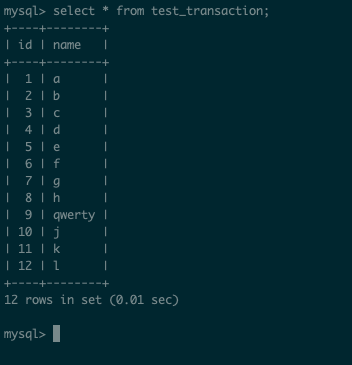 mysql> select * from test_transaction;
+----+--------+
| id | name   |
+----+--------+
|  1 | a      |
|  2 | b      |
|  3 | c      |
|  4 | d      |
|  5 | e      |
|  6 | f      |
|  7 | g      |
|  8 | h      |
|  9 | qwerty |
| 10 | j      |
| 11 | k      |
| 12 | l      |
+----+--------+
12 rows in set (0.01 sec)
mysql>